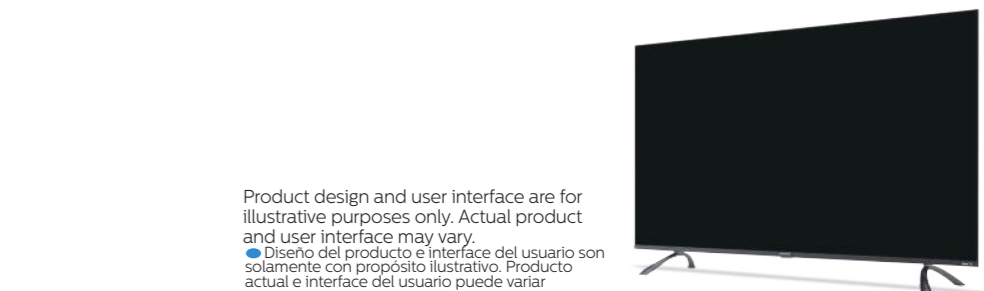 Product design and user interface are for
illustrative purposes only. Actual product
and user interface may vary.
Diseño del producto e interface del usuario son
solamente con propósito ilustrativo. Producto
actual e interface del usuario puede variar